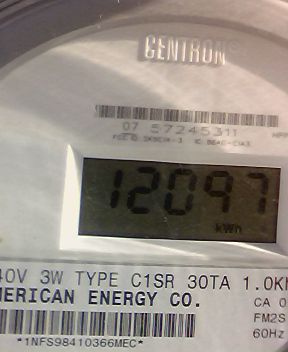 CENTRON®
07 57245311
12097
kWh
40V 3W TYPE C1SR 30TA 1.0K
MERICAN ENERGY CO.
CA 0
FM2S
60Hz
*1NFS98410366MEC*